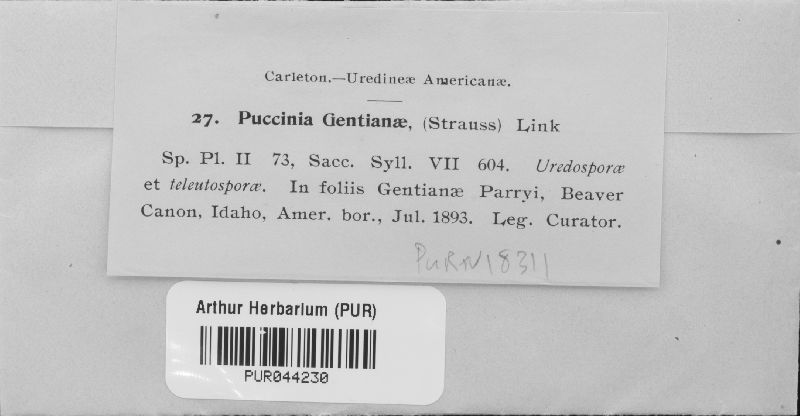 Carleton.—Uredineæ Americanæ.
27. Puccinia Gentianæ, (Strauss) Link
Sp. Pl. II 73, Sacc. Syll. VII 604. Uredosporæ
et teleutosporæ. In foliis Gentianæ Parryi, Beaver
Canon, Idaho, Amer. bor., Jul. 1893. Leg. Curator.
PURN18311
Arthur Herbarium (PUR)
PUR044230